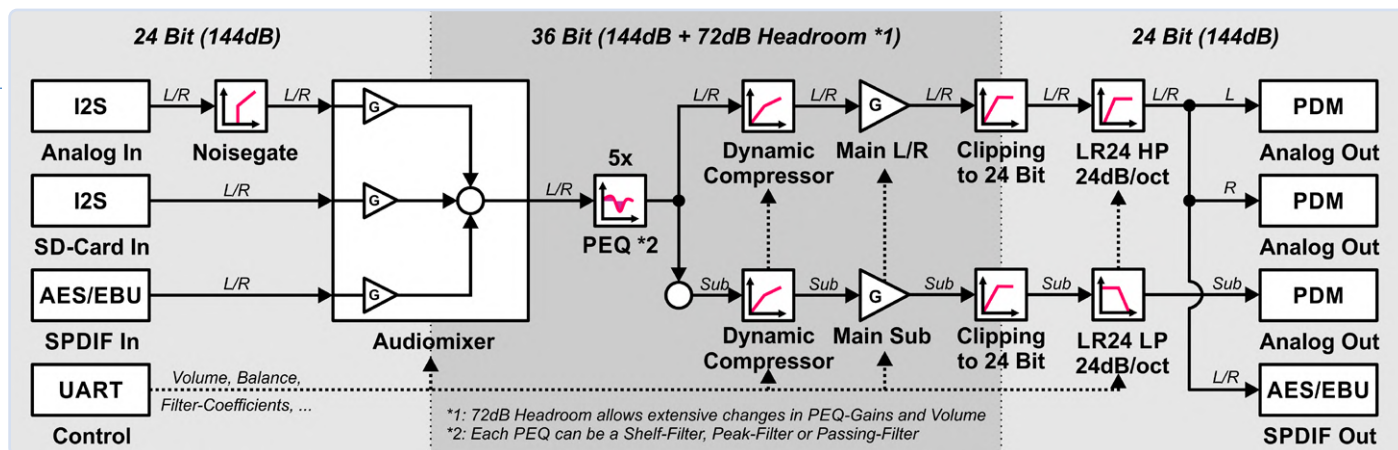 24 Bit (144dB)
36 Bit (144dB + 72dB Headroom *1)
24 Bit (144dB)
I2S
L/R
L/R
G
L/R
L/R
G
L/R
L/R
L/R
L
PDM
Analog In
Noisegate
5x
Dynamic
Compressor
Main L/R
Clipping
to 24 Bit
LR24 HP
24dB/oct
Analog Out
I2S
L/R
G
L/R
R
PDM
SD-Card In
PEQ *2
Analog Out
AES/EBU
L/R
G
Sub
Sub
G
Sub
Sub
Sub
PDM
SPDIF In
Audiomixer
Dynamic
Compressor
Main Sub
Clipping
to 24 Bit
LR24 LP
24dB/oct
Analog Out
UART
Volume, Balance,
Filter-Coefficients, ...
L/R
AES/EBU
Control
*1: 72dB Headroom allows extensive changes in PEQ-Gains and Volume
*2: Each PEQ can be a Shelf-Filter, Peak-Filter or Passing-Filter
SPDIF Out